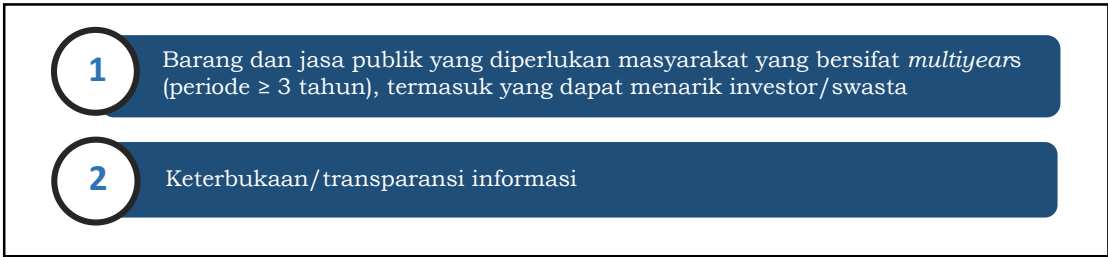 1
Barang dan jasa publik yang diperlukan masyarakat yang bersifat multiyears
(periode ≥ 3 tahun), termasuk yang dapat menarik investor/swasta
2
Keterbukaan/transparansi informasi